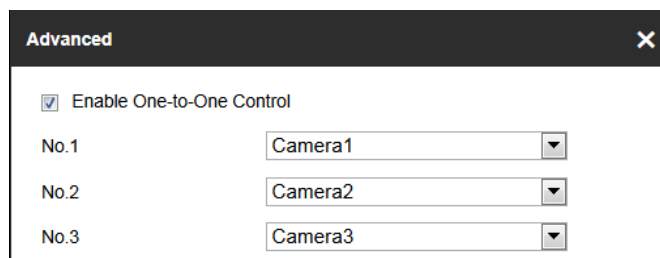 Advanced
Enable One-to-One Control
No.1 Camera1
No.2 Camera2
No.3 Camera3